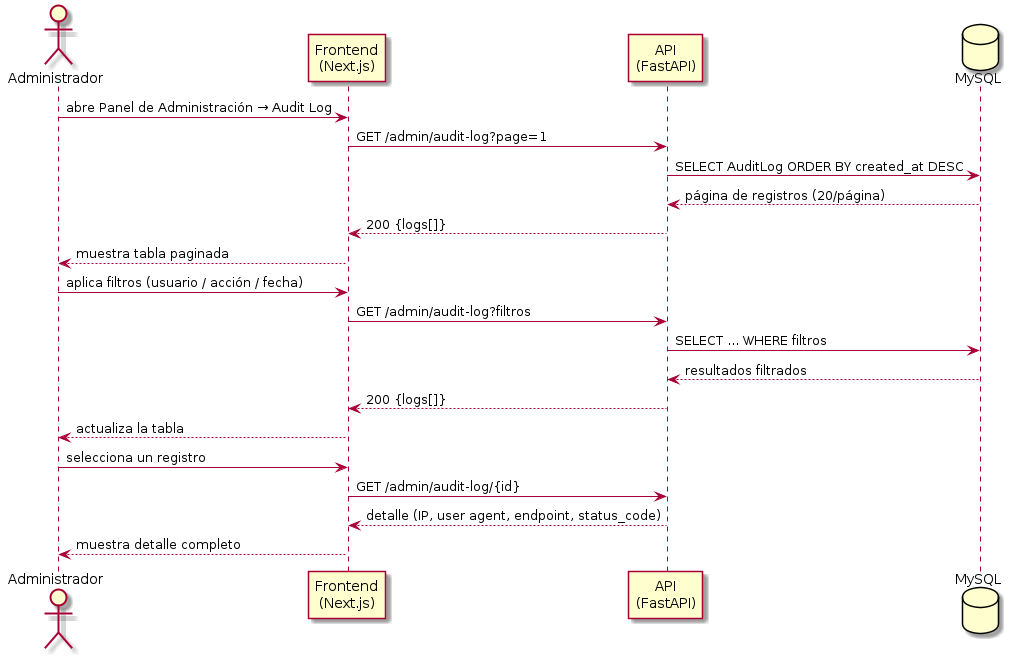 Administrador
Frontend
(Next.js)
API
(FastAPI)
MySQL
abre Panel de Administración → Audit Log
GET /admin/audit-log?page=1
SELECT AuditLog ORDER BY created_at DESC
página de registros (20/página)
200 {logs[]}
muestra tabla paginada
aplica filtros (usuario / acción / fecha)
GET /admin/audit-log?filtros
SELECT ... WHERE filtros
resultados filtrados
200 {logs[]}
actualiza la tabla
selecciona un registro
GET /admin/audit-log/{id}
detalle (IP, user agent, endpoint, status_code)
muestra detalle completo
Administrador
Frontend
(Next.js)
API
(FastAPI)
MySQL